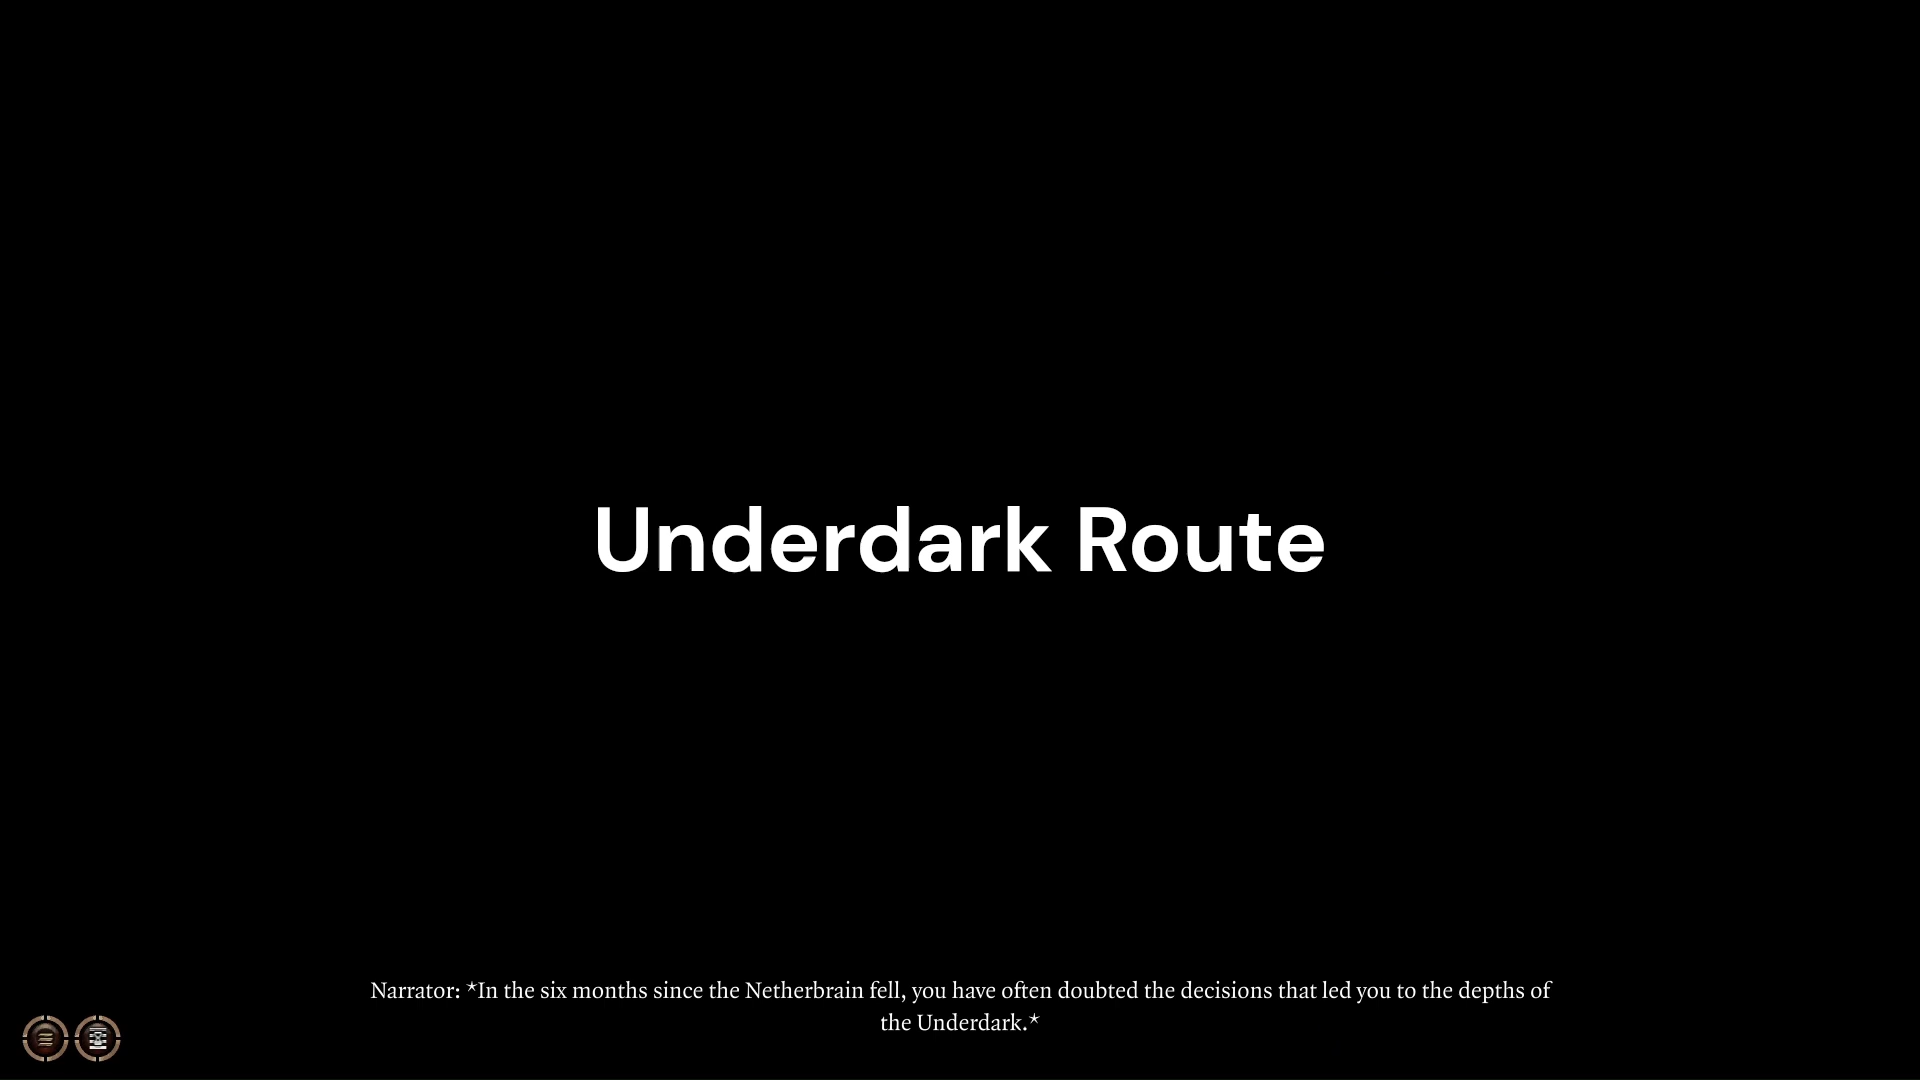 Underdark Route
Narrator: *In the six months since the Netherbrain fell, you have often doubted the decisions that led you to the depths of
the Underdark.*